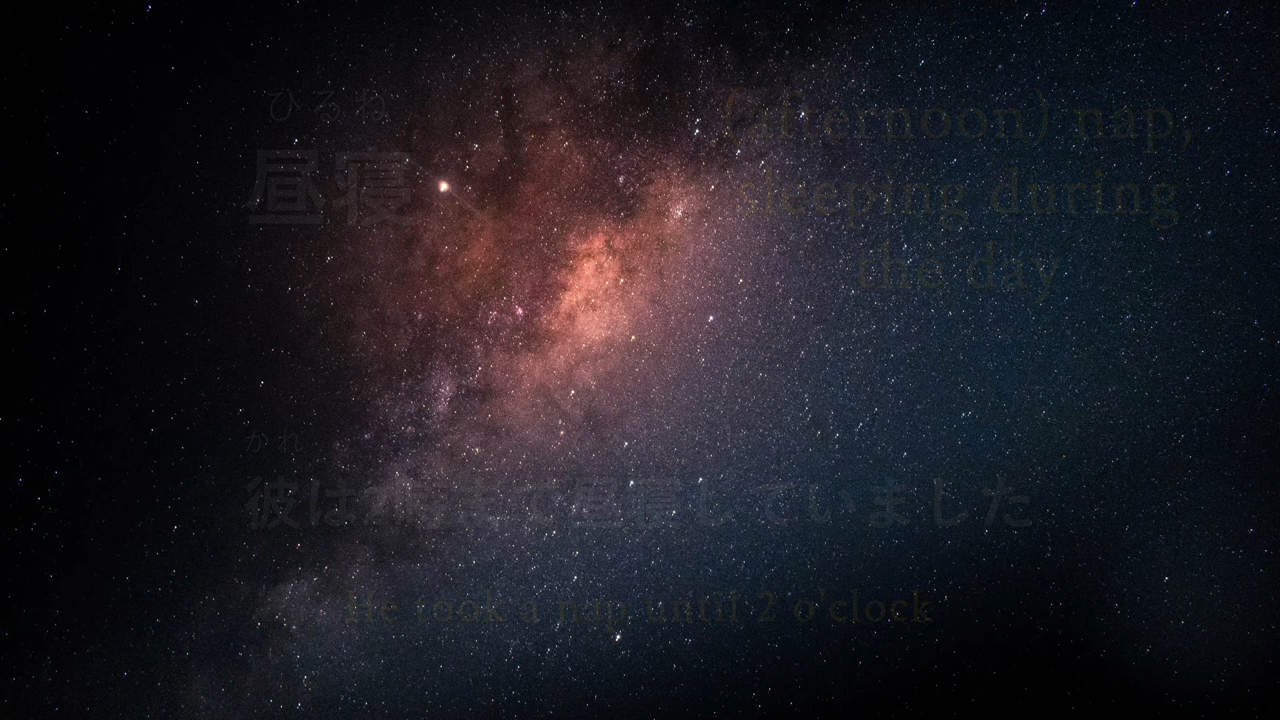 ひるね
昼寝
(afternoon) nap,
sleeping during
the day
かれ
彼は2時まで昼寝していました
He took a nap until 2 o'clock